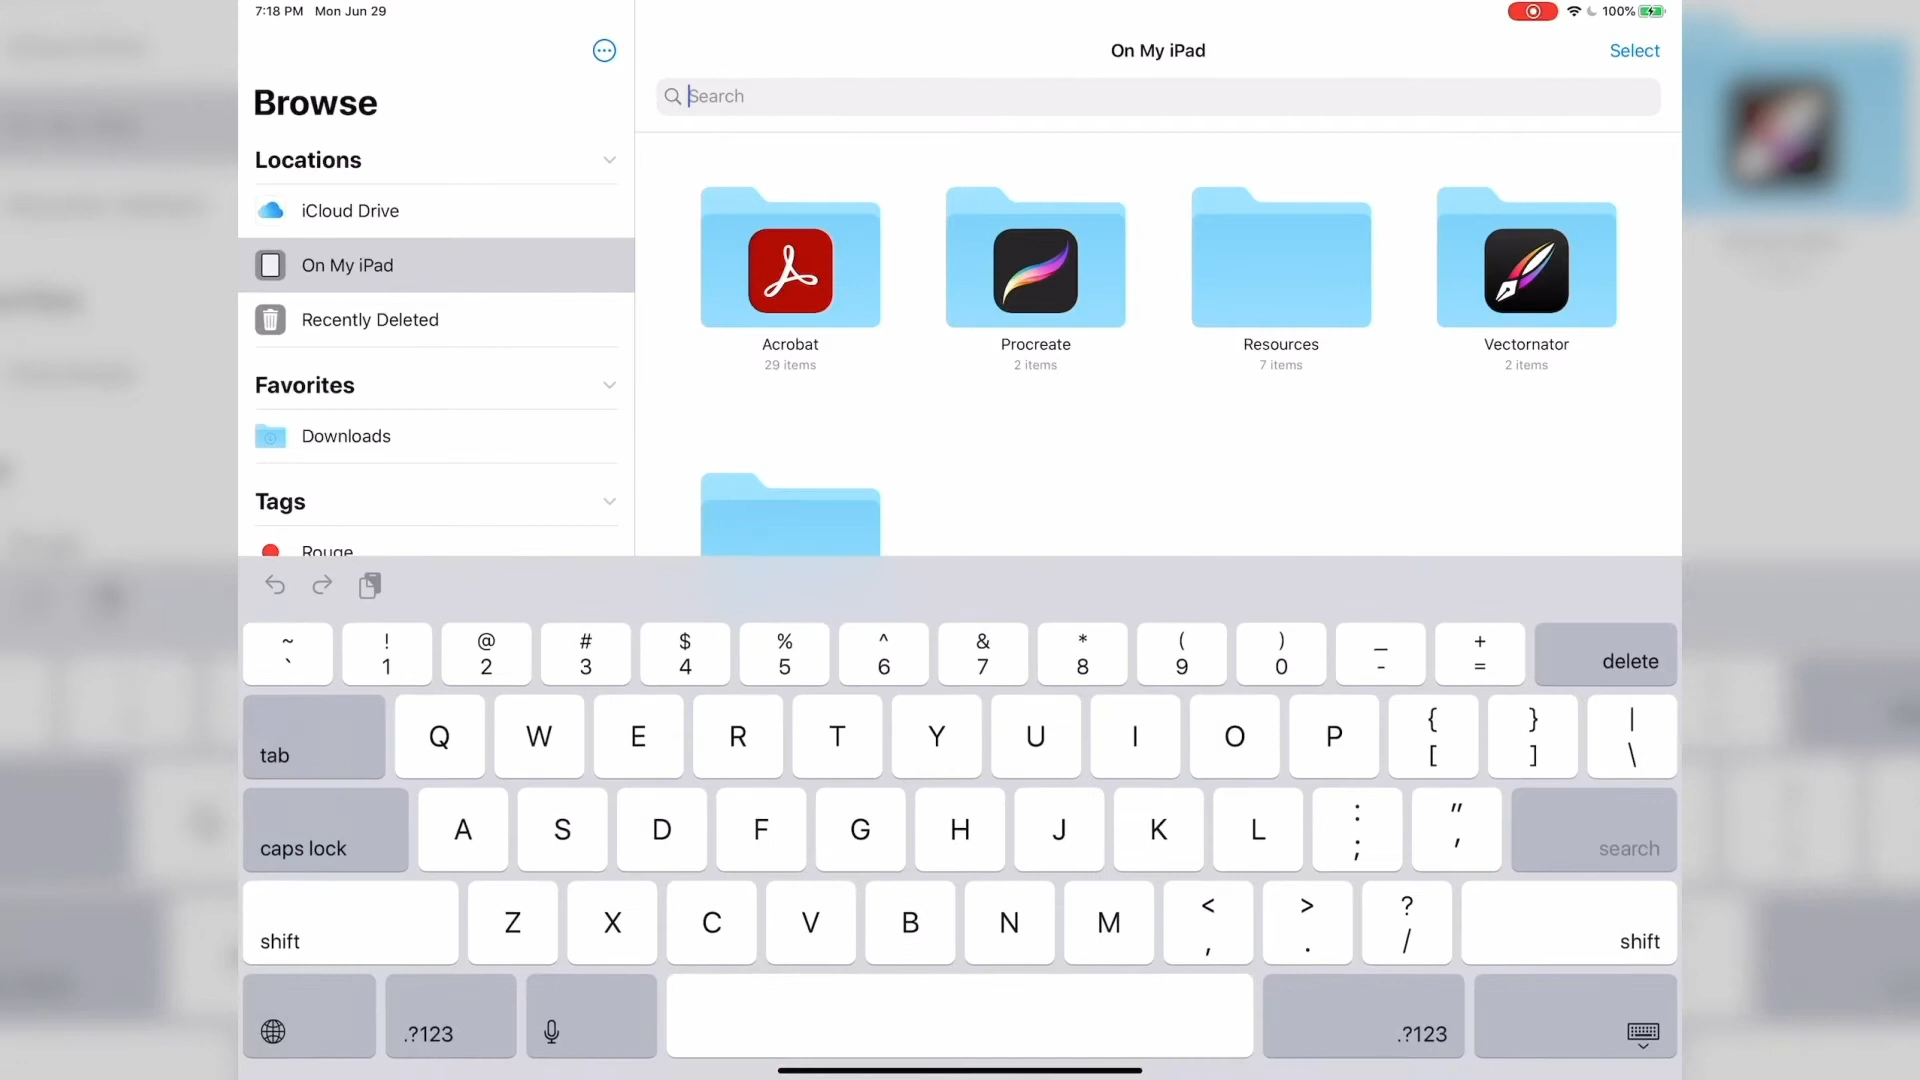 7:18 PM Mon Jun 29
100%
Browse
On My iPad
Select
Search
Locations
iCloud Drive
On My iPad
Recently Deleted
Favorites
Downloads
Tags
Rouge
Acrobat
29 items
Procreate
2 items
Resources
7 items
Vectornator
2 items
~ ! @ # $ % ^ & * ( ) _ +
` 1 2 3 4 5 6 7 8 9 0 - = delete
tab Q W E R T Y U I O P { [ } ] | \
caps lock A S D F G H J K L : ; " ' search
shift Z X C V B N M < , > . ? / shift
.?123 .?123